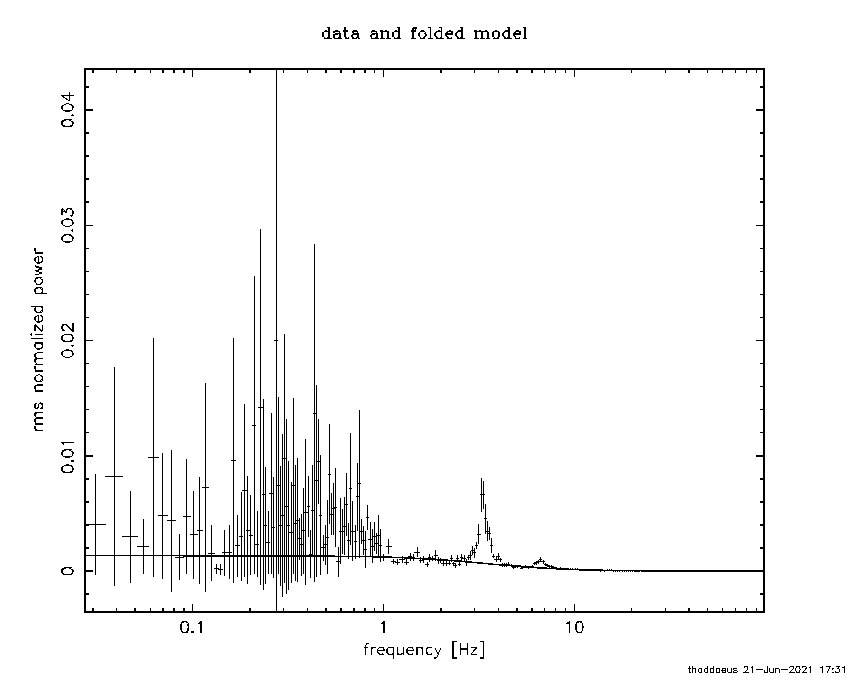 data and folded model
0.04
0.03
0.02
0.01
0
rms normalized power
0.1
1
10
frequency [Hz]
thaddaeus 21-Jun-2021 17:31